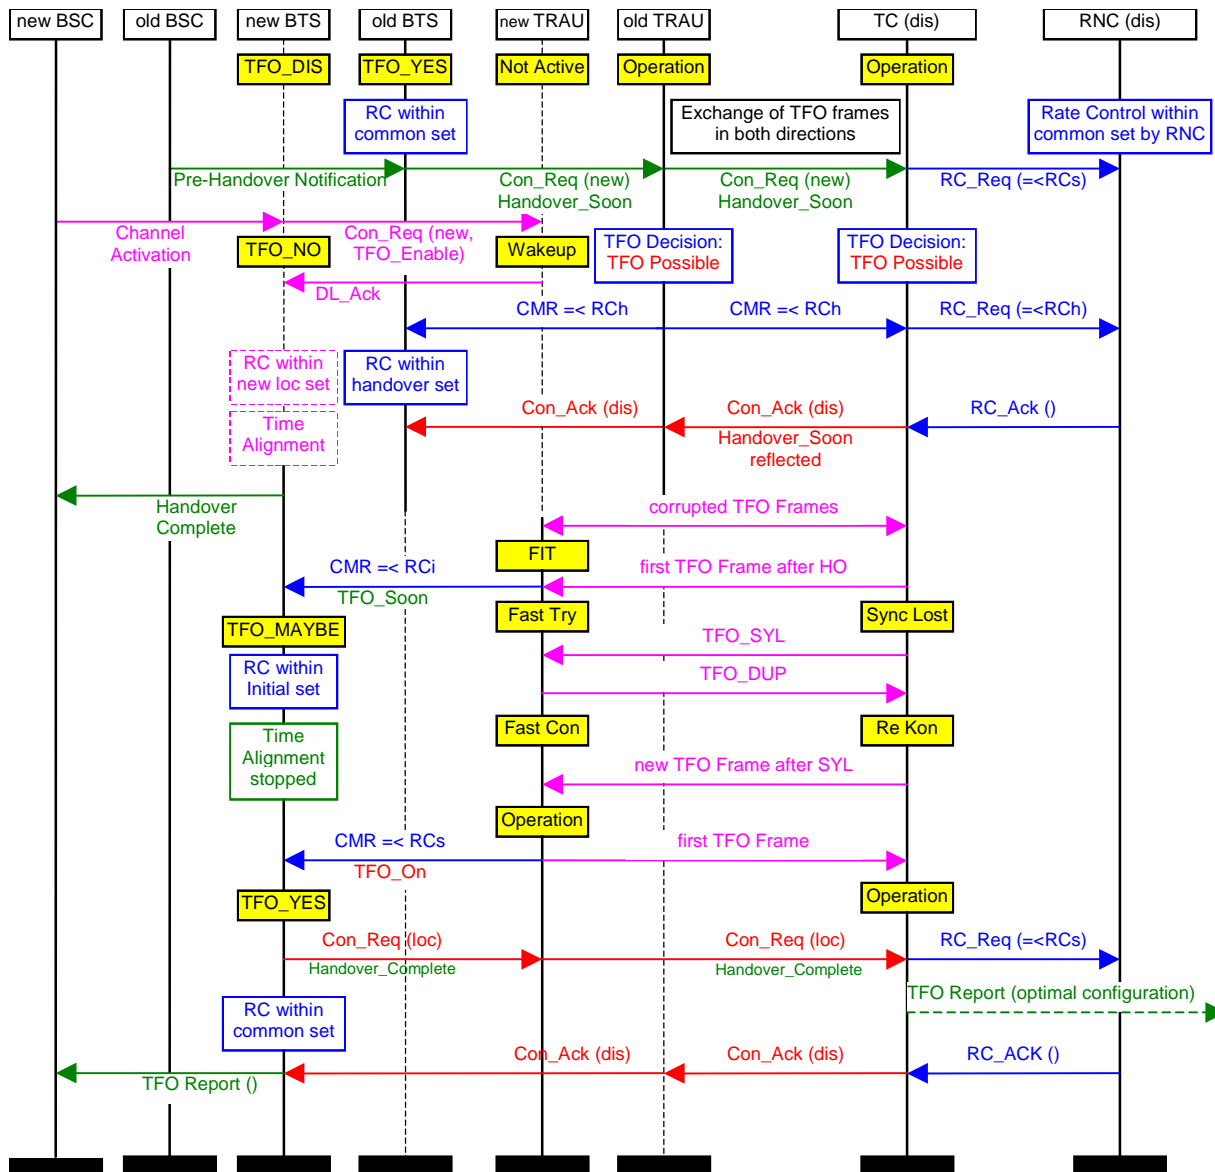 new BSC
old BSC
new BTS
old BTS
new TRAU
old TRAU
TC (dis)
RNC (dis)
TFO_DIS
TFO_YES
Not Active
Operation
Operation
RC within
common set
Exchange of TFO frames
in both directions
Rate Control within
common set by RNC
Pre-Handover Notification
Con_Req (new)
Handover_Soon
Con_Req (new)
Handover_Soon
RC_Req (=<RCs)
Channel
Activation
TFO_NO
Con_Req (new,
TFO_Enable)
Wakeup
TFO Decision:
TFO Possible
TFO Decision:
TFO Possible
DL_Ack
CMR =< RCh
CMR =< RCh
RC_Req (=<RCh)
RC within
new loc set
RC within
handover set
Time
Alignment
Con_Ack (dis)
Con_Ack (dis)
Handover_Soon
reflected
RC_Ack ()
Handover
Complete
corrupted TFO Frames
FIT
CMR =< RCi
TFO_Soon
first TFO Frame after HO
Fast Try
Sync Lost
TFO_MAYBE
TFO_SYL
RC within
Initial set
TFO_DUP
Time
Alignment
stopped
Fast Con
Re Kon
new TFO Frame after SYL
Operation
CMR =< RCs
TFO_On
first TFO Frame
TFO_YES
Operation
Con_Req (loc)
Handover_Complete
Con_Req (loc)
Handover_Complete
RC_Req (=<RCs)
TFO Report (optimal configuration)
RC within
common set
Con_Ack (dis)
Con_Ack (dis)
RC_ACK ()
TFO Report ()